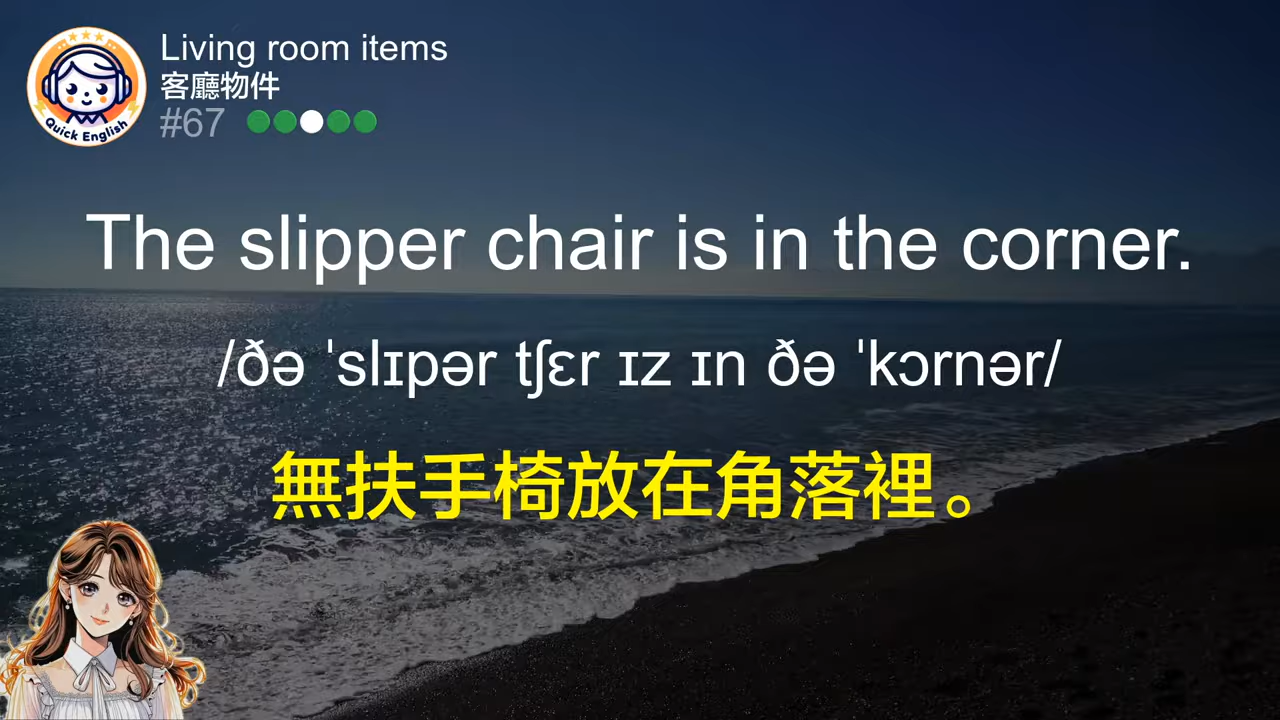 Living room items
客廳物件
#67
Quick English
The slipper chair is in the corner.
/ðə ˈslɪpər tʃɛr ɪz ɪn ðə ˈkɔrnər/
無扶手椅放在角落裡。